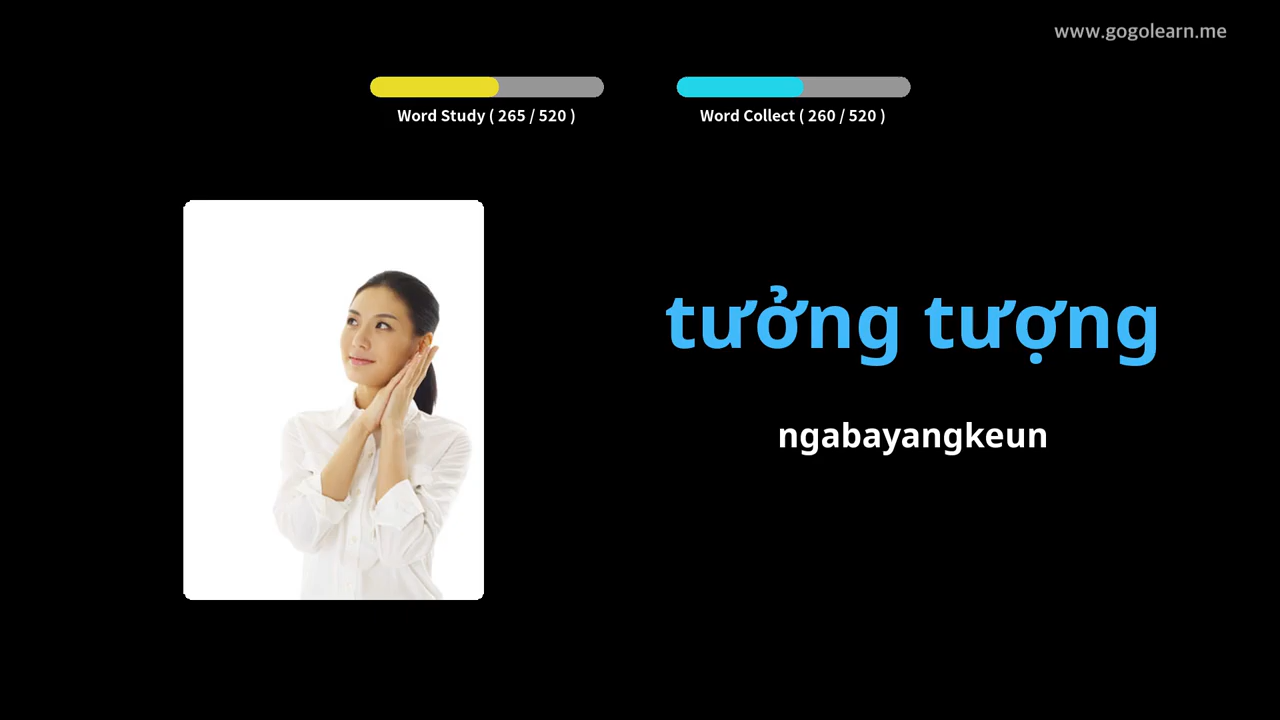 www.gogolearn.me
Word Study ( 265 / 520 )
Word Collect ( 260 / 520 )
tưởng tượng
ngabayangkeun